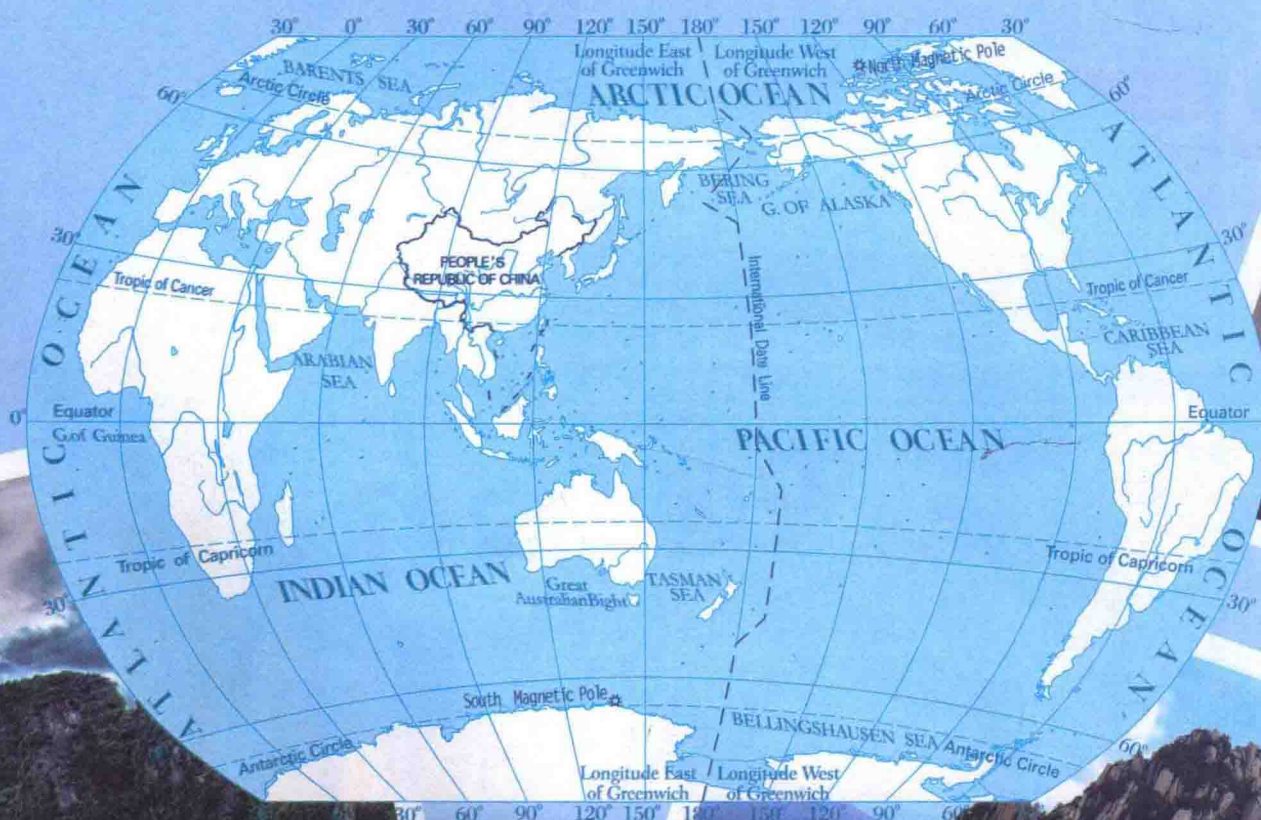 30° 0° 30° 60° 90° 120° 150° 180° 150° 120° 90° 60° 30°
Longitude East
of Greenwich
Longitude West
of Greenwich
North Magnetic Pole
BARENTS SEA
Arctic Circle
ARCTIC OCEAN
Arctic Circle
60°
60°
BERING
SEA
G. OF ALASKA
ATLANTIC OCEAN
ATLANTIC OCEAN
30°
30°
PEOPLE'S
REPUBLIC OF CHINA
International Date Line
Tropic of Cancer
Tropic of Cancer
ARABIAN
SEA
CARIBBEAN
SEA
0°
Equator
Equator
G.of Guinea
PACIFIC OCEAN
Tropic of Capricorn
Tropic of Capricorn
INDIAN OCEAN
Great
Australian Bight
TASMAN
SEA
30°
30°
South Magnetic Pole
BELLINGSHAUSEN SEA
Antarctic Circle
Antarctic Circle
60°
Longitude East
of Greenwich
Longitude West
of Greenwich
30° 60° 90° 120° 150° 180° 150° 120° 90°